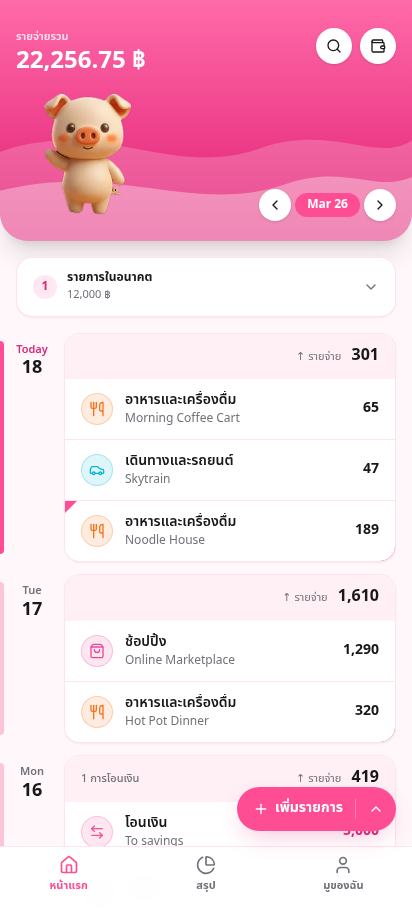 รายจ่ายรวม
22,256.75 ฿
Mar 26
1
รายการในอนาคต
12,000 ฿
Today
18
↑ รายจ่าย 301
อาหารและเครื่องดื่ม
Morning Coffee Cart
65
เดินทางและรถยนต์
Skytrain
47
อาหารและเครื่องดื่ม
Noodle House
189
Tue
17
↑ รายจ่าย 1,610
ช้อปปิ้ง
Online Marketplace
1,290
อาหารและเครื่องดื่ม
Hot Pot Dinner
320
Mon
16
1 การโอนเงิน
↑ รายจ่าย 419
โอนเงิน
To savings
เพิ่มรายการ
หน้าแรก
สรุป
มูของฉัน